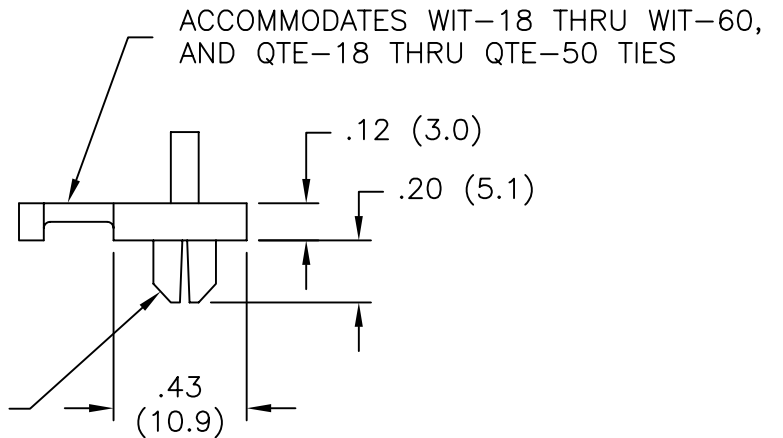 ACCOMMODATES WIT-18 THRU WIT-60,
AND QTE-18 THRU QTE-50 TIES
.12 (3.0)
.20 (5.1)
.43
(10.9)